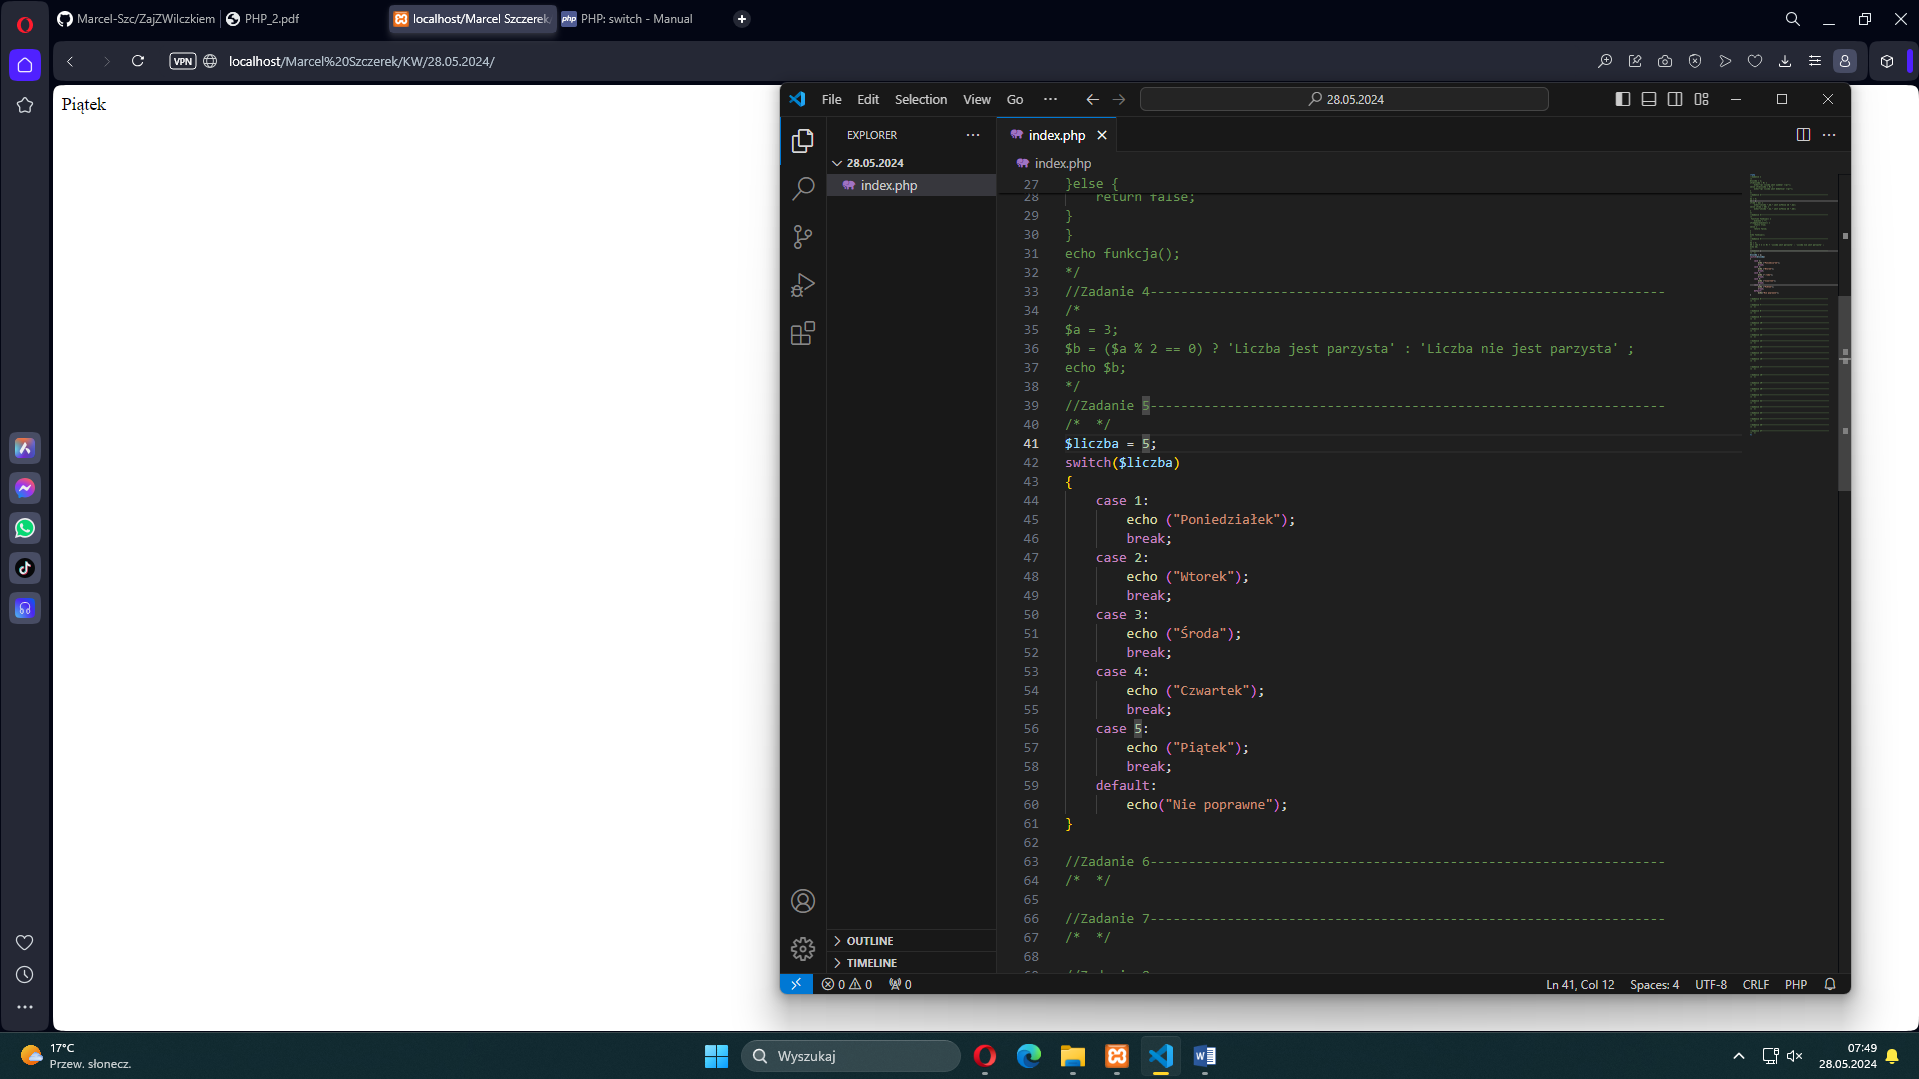 Marcel-Szc/ZajZWilczkiem
PHP_2.pdf
localhost/Marcel Szczerek
PHP: switch - Manual
VPN
localhost/Marcel%20Szczerek/KW/28.05.2024/
Piątek
File Edit Selection View Go ···
28.05.2024
EXPLORER
28.05.2024
index.php
OUTLINE
TIMELINE
index.php
index.php
27 }else {
28 return false;
29 }
30 }
31 echo funkcja();
32 */
33 //Zadanie 4-------------------------------------------------------------------
34 /*
35 $a = 3;
36 $b = ($a % 2 == 0) ? 'Liczba jest parzysta' : 'Liczba nie jest parzysta' ;
37 echo $b;
38 */
39 //Zadanie 5-------------------------------------------------------------------
40 /*  */
41 $liczba = 5;
42 switch($liczba)
43 {
44 case 1:
45 echo ("Poniedziałek");
46 break;
47 case 2:
48 echo ("Wtorek");
49 break;
50 case 3:
51 echo ("Środa");
52 break;
53 case 4:
54 echo ("Czwartek");
55 break;
56 case 5:
57 echo ("Piątek");
58 break;
59 default:
60 echo("Nie poprawne");
61 }
62
63 //Zadanie 6-------------------------------------------------------------------
64 /*  */
65
66 //Zadanie 7-------------------------------------------------------------------
67 /*  */
68
0 0 0
Ln 41, Col 12 Spaces: 4 UTF-8 CRLF PHP
17°C
Przew. słonecz.
Wyszukaj
07:49
28.05.2024